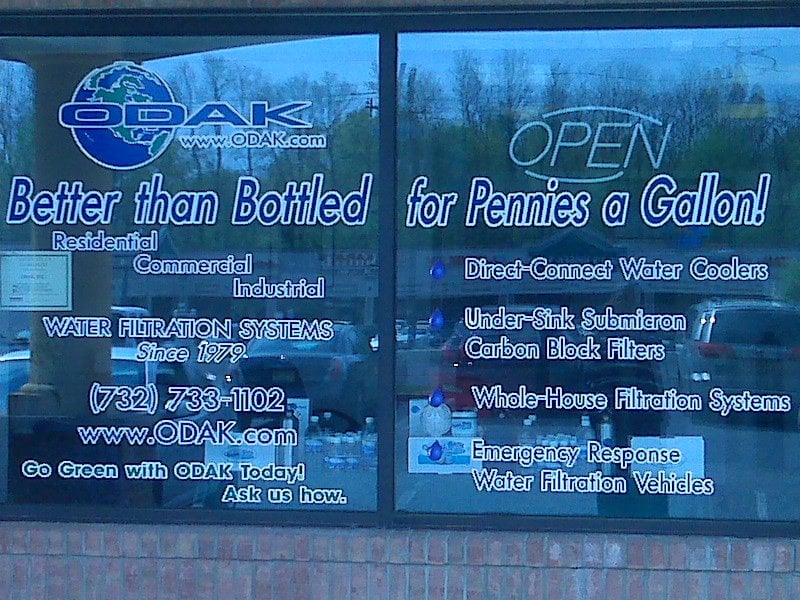 ODAK
www.ODAK.com
Better than Bottled
Residential
Commercial
Industrial
WATER FILTRATION SYSTEMS
Since 1979
(732) 733-1102
www.ODAK.com
Go Green with ODAK Today!
Ask us how.
OPEN
for Pennies a Gallon!
Direct-Connect Water Coolers
Under-Sink Submicron
Carbon Block Filters
Whole-House Filtration Systems
Emergency Response
Water Filtration Vehicles